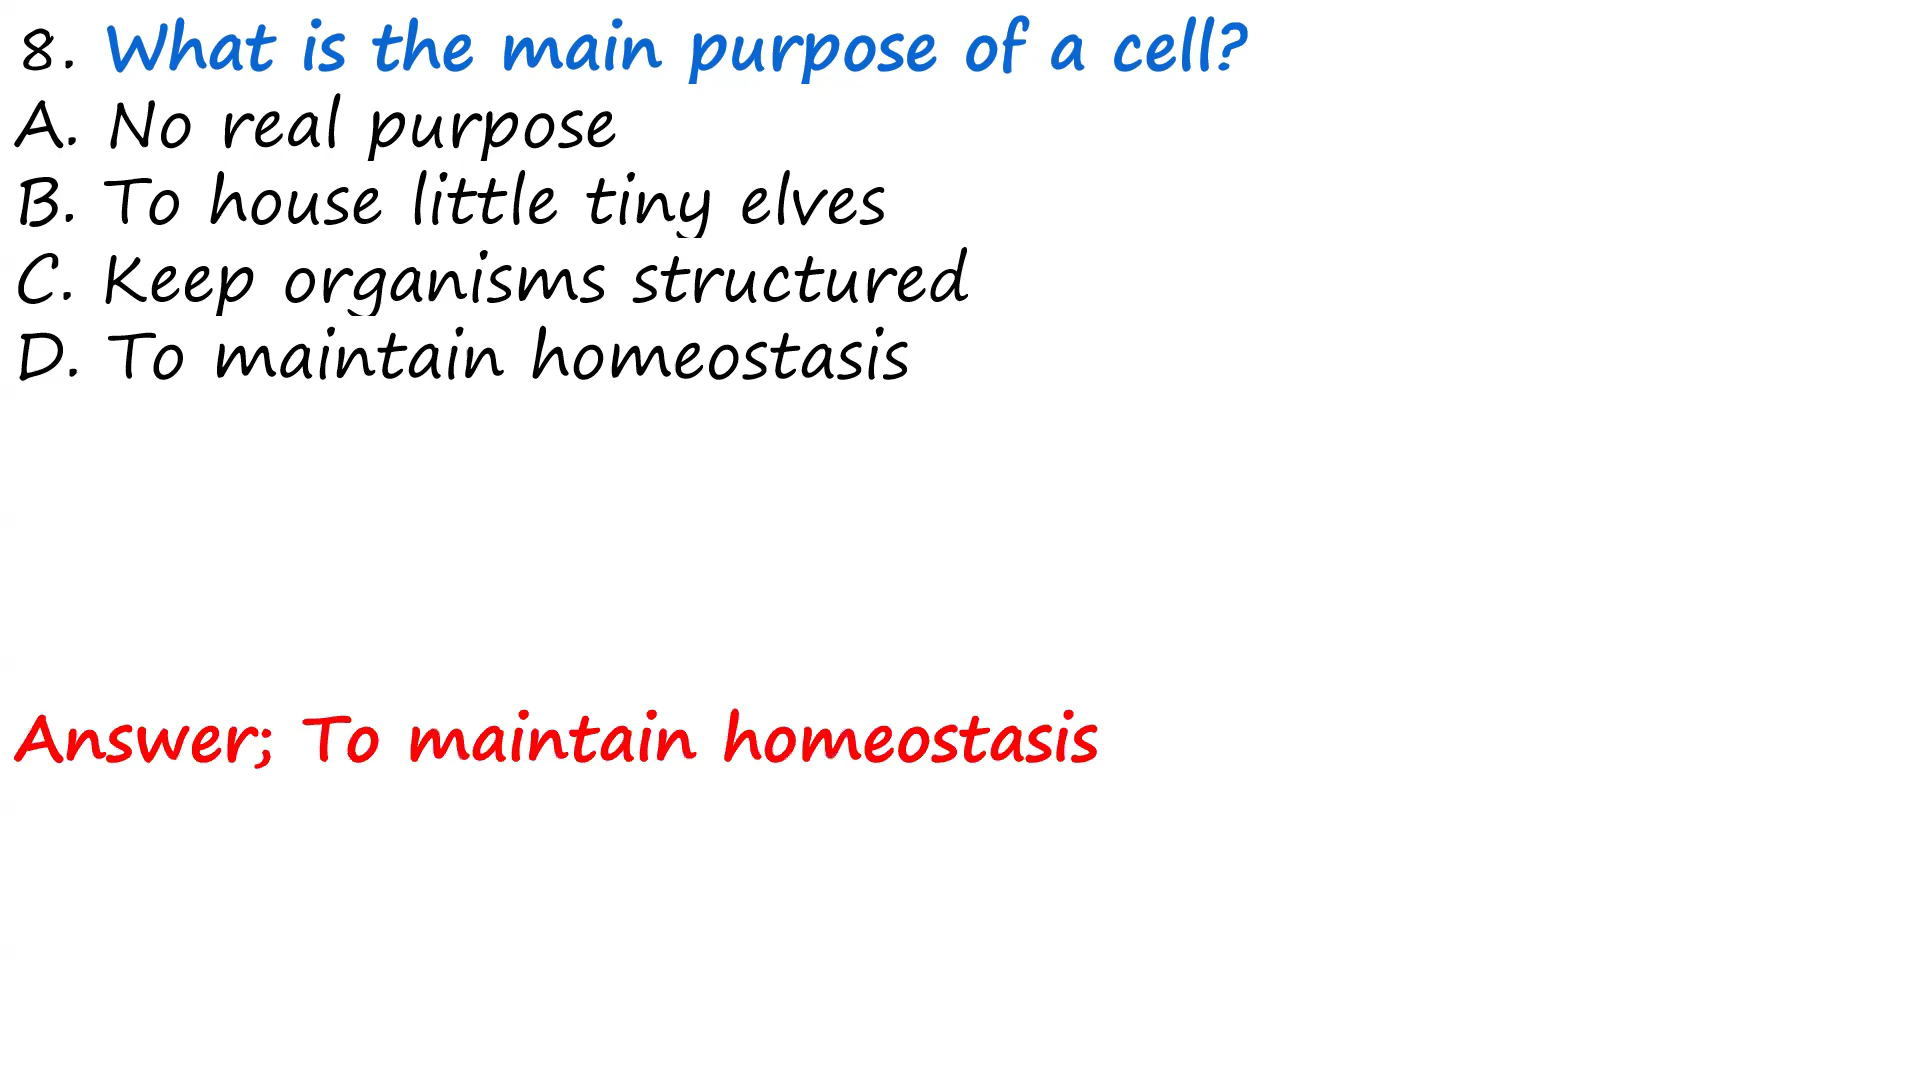 8. What is the main purpose of a cell?
A. No real purpose
B. To house little tiny elves
C. Keep organisms structured
D. To maintain homeostasis
Answer; To maintain homeostasis